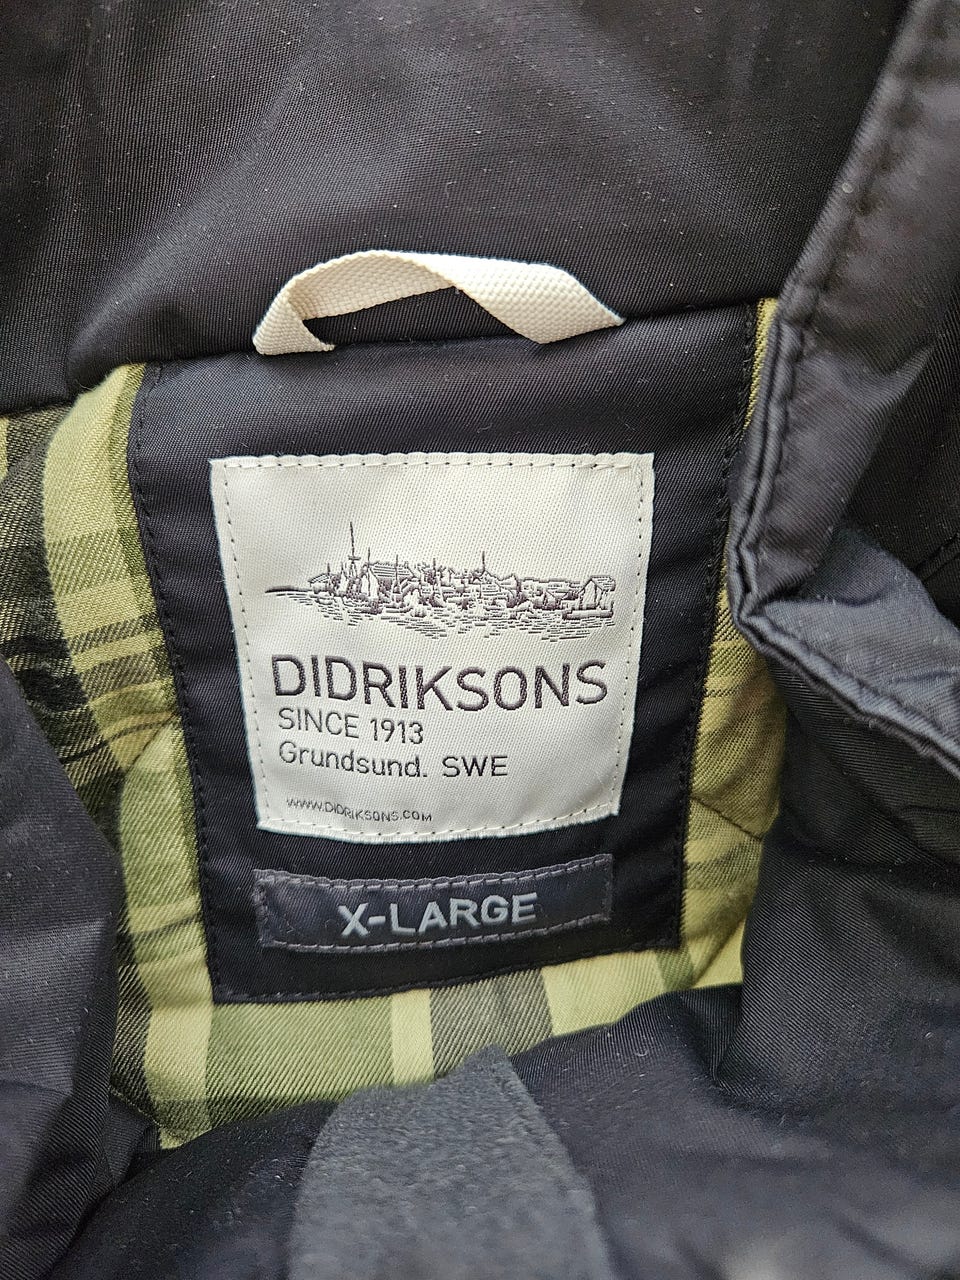 DIDRIKSONS
SINCE 1913
Grundsund. SWE
WWW.DIDRIKSONS.COM
X-LARGE